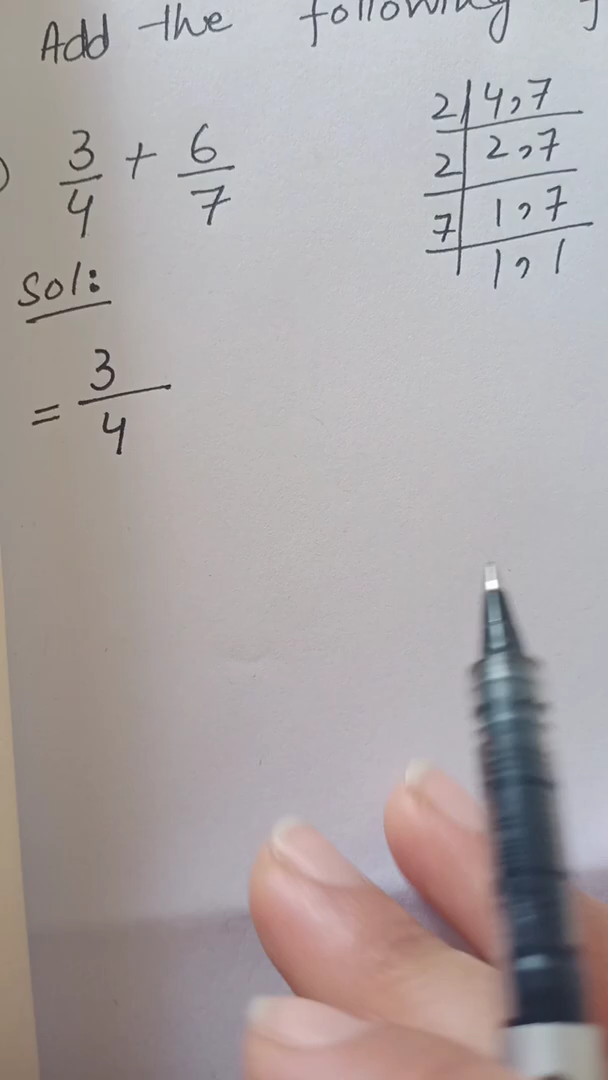 Add the following
3/4 + 6/7
2 | 4,7
2 | 2,7
7 | 1,7
1,1
Sol:
= 3/4